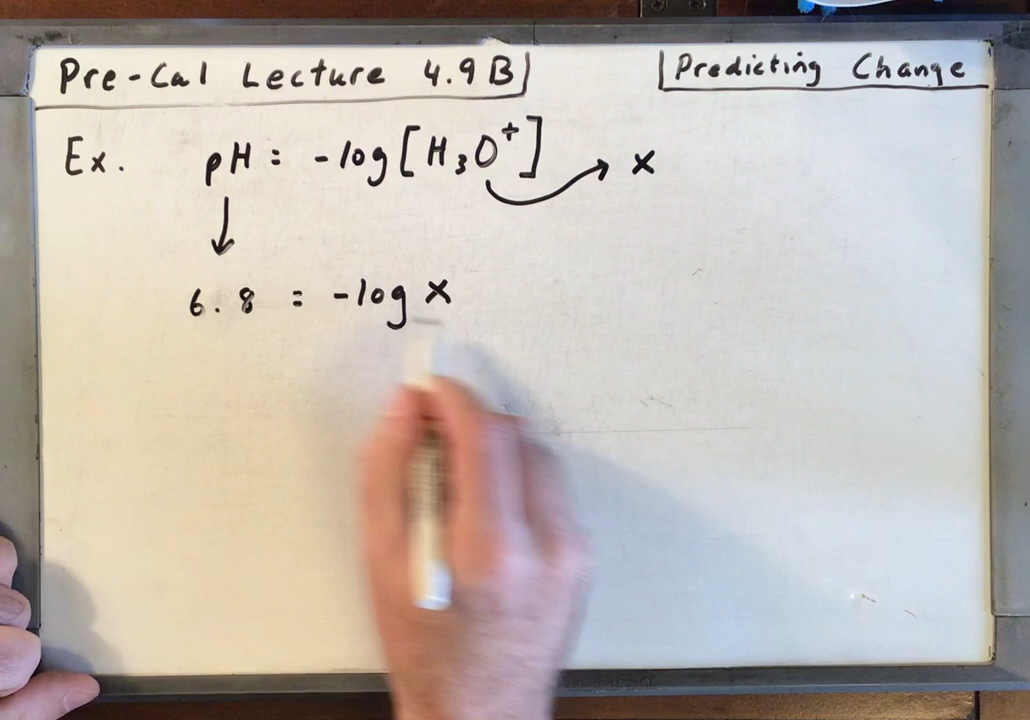 Pre-Cal Lecture 4.9B
Predicting Change
Ex. pH = -log[H₃O⁺] → x
↓
6.8 = -log x